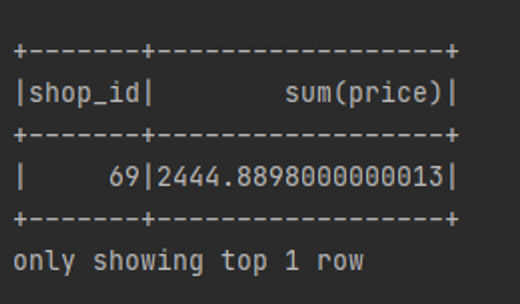 +-------+------------------+
|shop_id|        sum(price)|
+-------+------------------+
|     69|2444.8898000000013|
+-------+------------------+
only showing top 1 row